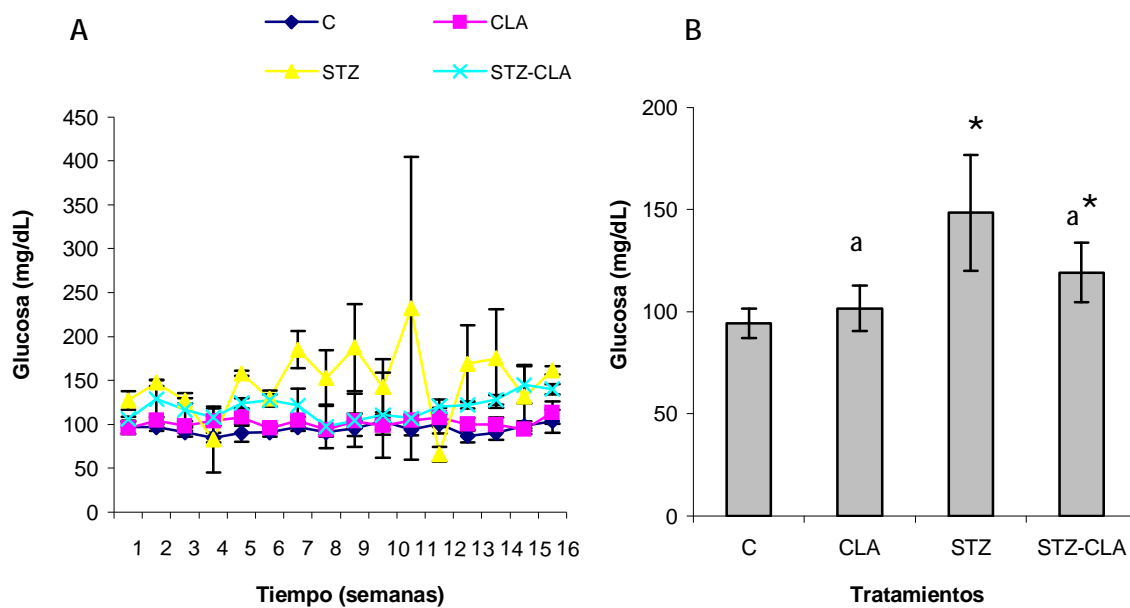 A
C
CLA
STZ
STZ-CLA
Glucosa (mg/dL)
450
400
350
300
250
200
150
100
50
0
1 2 3 4 5 6 7 8 9 10 11 12 13 14 15 16
Tiempo (semanas)
B
Glucosa (mg/dL)
200
150
100
50
0
a
*
a *
C CLA STZ STZ-CLA
Tratamientos